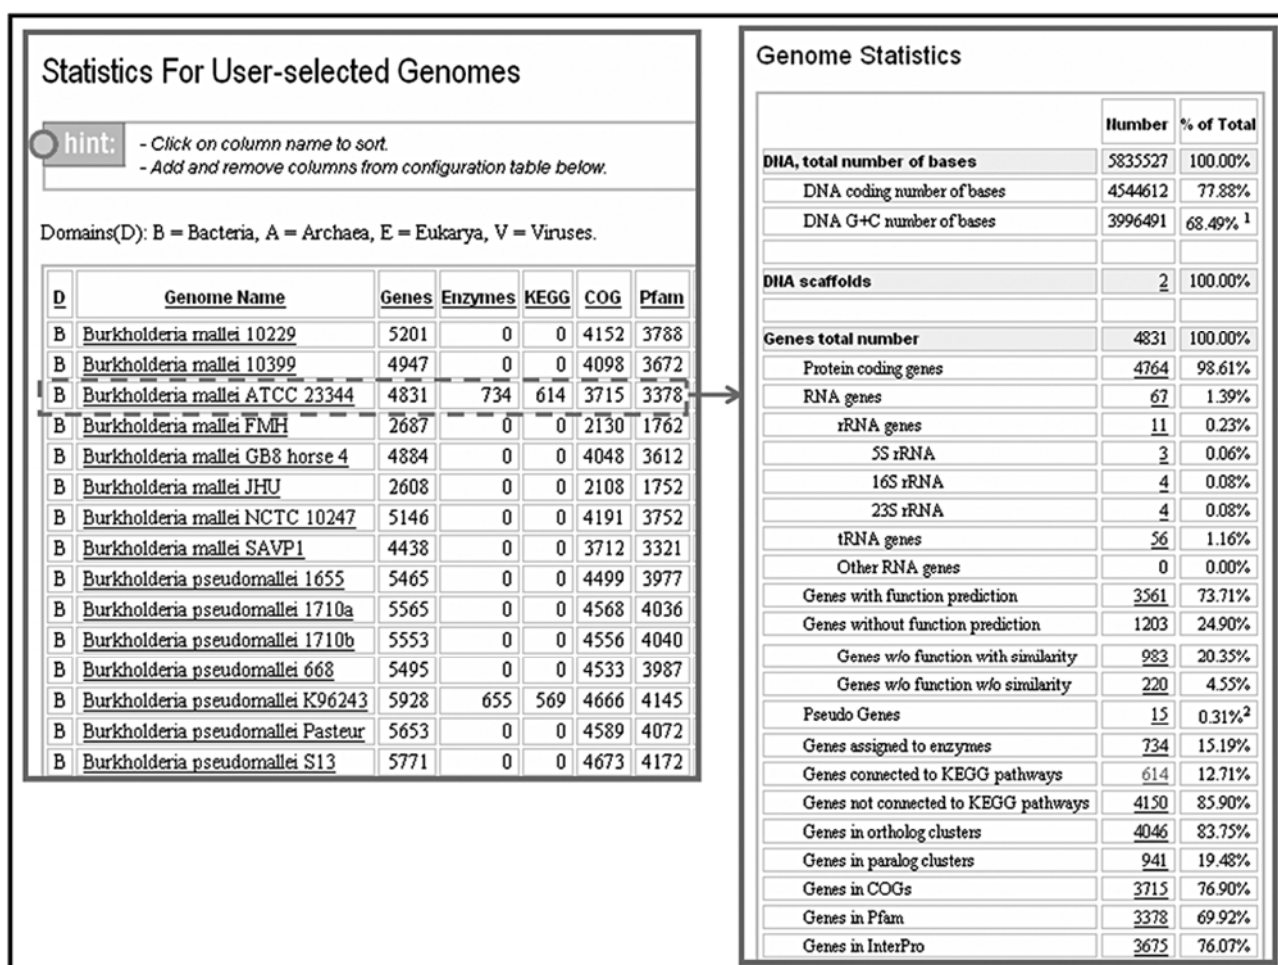 Statistics For User-selected Genomes
hint:
- Click on column name to sort.
- Add and remove columns from configuration table below.
Domains(D): B = Bacteria, A = Archaea, E = Eukarya, V = Viruses.
D Genome Name Genes Enzymes KEGG COG Pfam
B Burkholderia mallei 10229 5201 0 0 4152 3788
B Burkholderia mallei 10399 4947 0 0 4098 3672
B Burkholderia mallei ATCC 23344 4831 734 614 3715 3378
B Burkholderia mallei FMH 2687 0 0 2130 1762
B Burkholderia mallei GB8 horse 4 4884 0 0 4048 3612
B Burkholderia mallei JHU 2608 0 0 2108 1752
B Burkholderia mallei NCTC 10247 5146 0 0 4191 3752
B Burkholderia mallei SAVP1 4438 0 0 3712 3321
B Burkholderia pseudomallei 1655 5465 0 0 4499 3977
B Burkholderia pseudomallei 1710a 5565 0 0 4568 4036
B Burkholderia pseudomallei 1710b 5553 0 0 4556 4040
B Burkholderia pseudomallei 668 5495 0 0 4533 3987
B Burkholderia pseudomallei K96243 5928 655 569 4666 4145
B Burkholderia pseudomallei Pasteur 5653 0 0 4589 4072
B Burkholderia pseudomallei S13 5771 0 0 4673 4172
Genome Statistics
Number % of Total
DNA, total number of bases 5835527 100.00%
DNA coding number of bases 4544612 77.88%
DNA G+C number of bases 3996491 68.49% 1
DNA scaffolds 2 100.00%
Genes total number 4831 100.00%
Protein coding genes 4764 98.61%
RNA genes 67 1.39%
rRNA genes 11 0.23%
5S rRNA 3 0.06%
16S rRNA 4 0.08%
23S rRNA 4 0.08%
tRNA genes 56 1.16%
Other RNA genes 0 0.00%
Genes with function prediction 3561 73.71%
Genes without function prediction 1203 24.90%
Genes w/o function with similarity 983 20.35%
Genes w/o function w/o similarity 220 4.55%
Pseudo Genes 15 0.31%2
Genes assigned to enzymes 734 15.19%
Genes connected to KEGG pathways 614 12.71%
Genes not connected to KEGG pathways 4150 85.90%
Genes in ortholog clusters 4046 83.75%
Genes in paralog clusters 941 19.48%
Genes in COGs 3715 76.90%
Genes in Pfam 3378 69.92%
Genes in InterPro 3675 76.07%